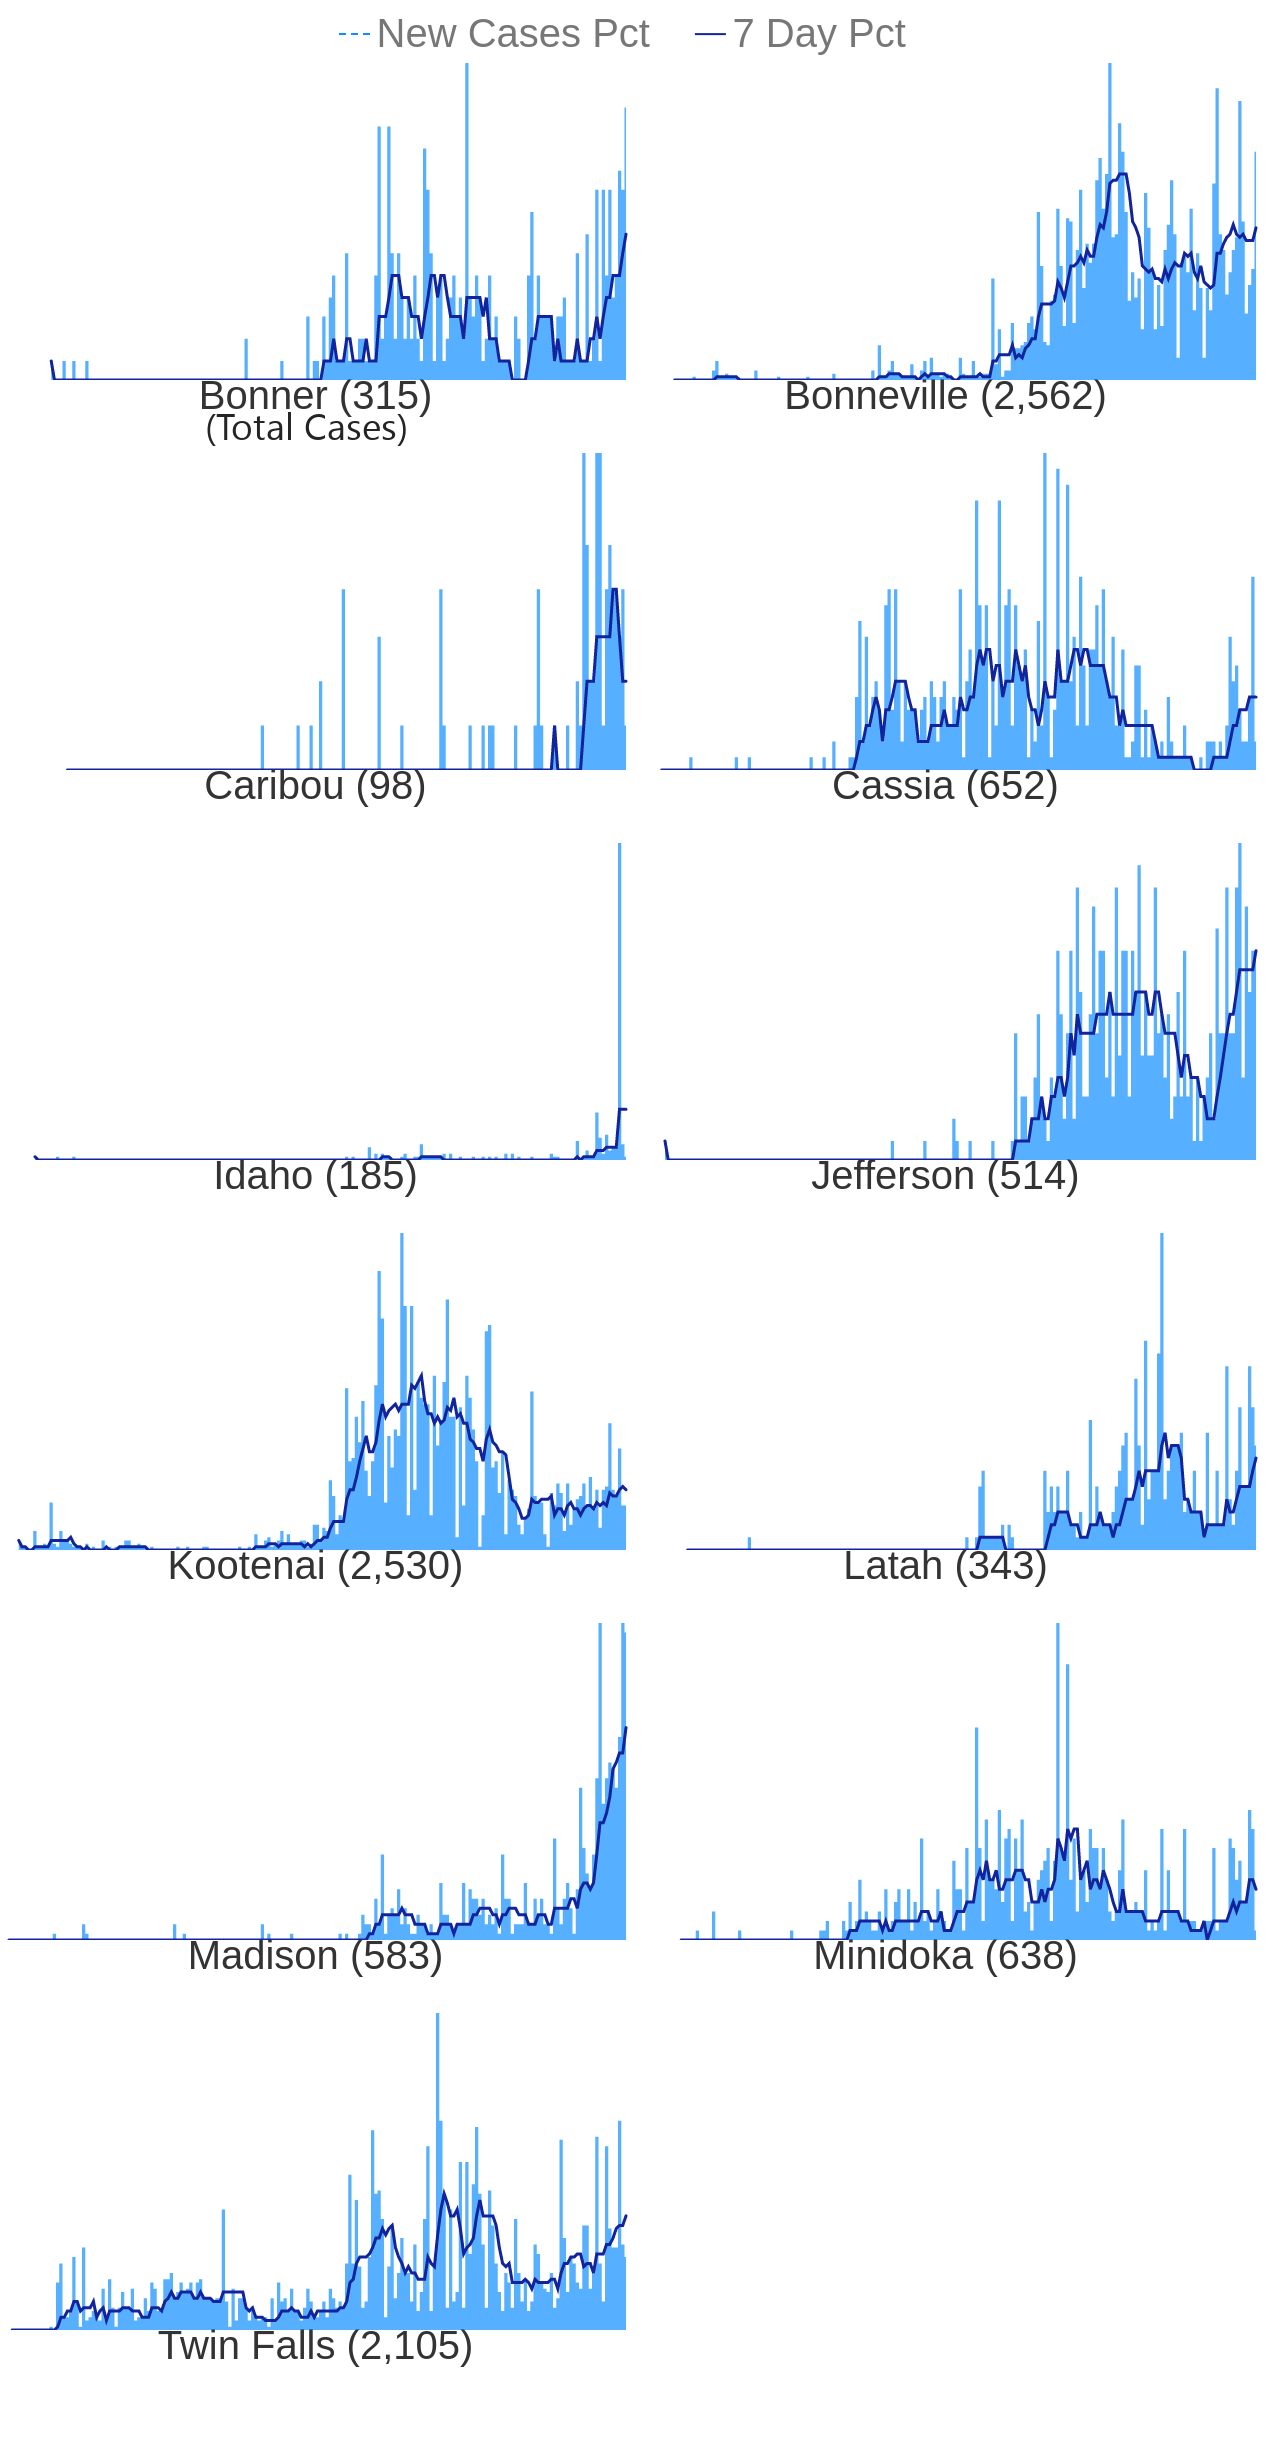 New Cases Pct 7 Day Pct
Bonner (315)
(Total Cases)
Bonneville (2,562)
Caribou (98)
Cassia (652)
Idaho (185)
Jefferson (514)
Kootenai (2,530)
Latah (343)
Madison (583)
Minidoka (638)
Twin Falls (2,105)